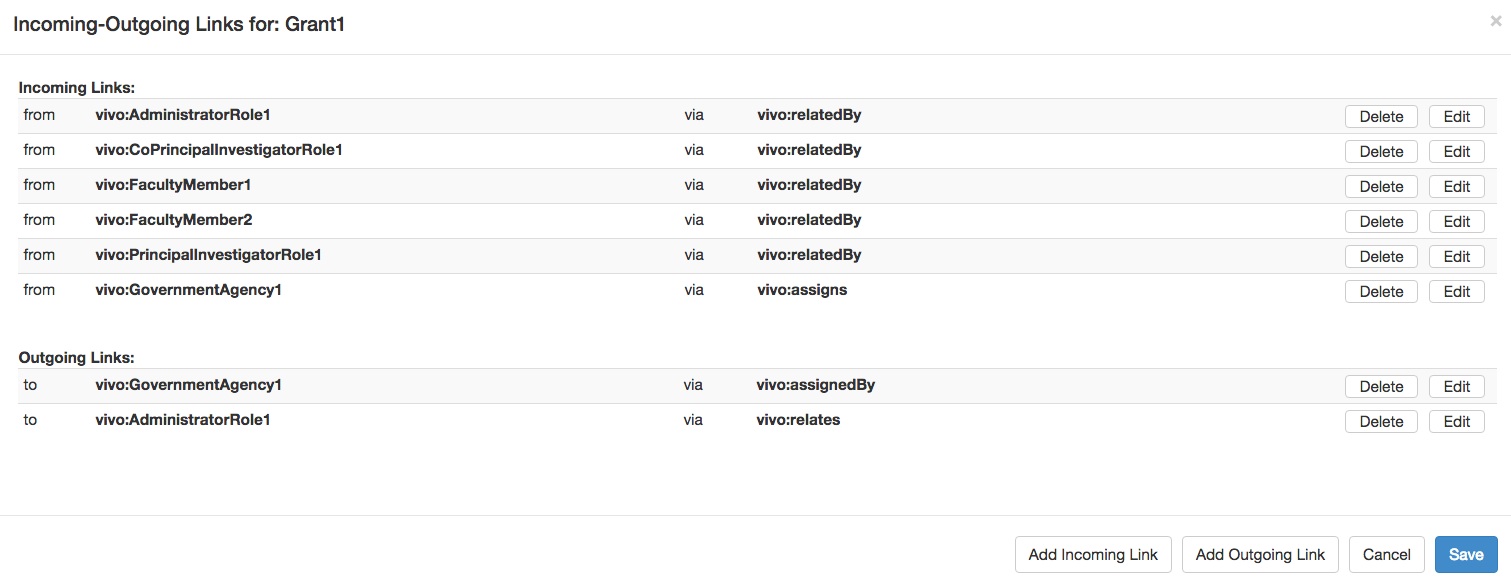 Incoming-Outgoing Links for: Grant1 ×
Incoming Links:
from vivo:AdministratorRole1 via vivo:relatedBy Delete Edit
from vivo:CoPrincipalInvestigatorRole1 via vivo:relatedBy Delete Edit
from vivo:FacultyMember1 via vivo:relatedBy Delete Edit
from vivo:FacultyMember2 via vivo:relatedBy Delete Edit
from vivo:PrincipalInvestigatorRole1 via vivo:relatedBy Delete Edit
from vivo:GovernmentAgency1 via vivo:assigns Delete Edit
Outgoing Links:
to vivo:GovernmentAgency1 via vivo:assignedBy Delete Edit
to vivo:AdministratorRole1 via vivo:relates Delete Edit
Add Incoming Link Add Outgoing Link Cancel Save